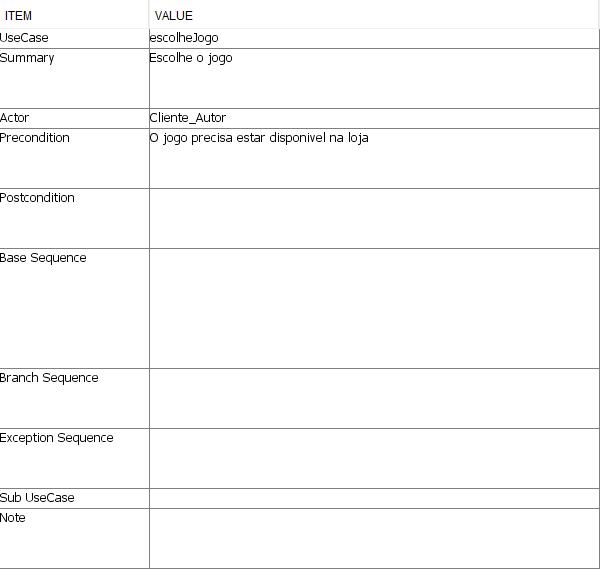 ITEM VALUE
UseCase escolheJogo
Summary Escolhe o jogo
Actor Cliente_Autor
Precondition O jogo precisa estar disponivel na loja
Postcondition
Base Sequence
Branch Sequence
Exception Sequence
Sub UseCase
Note